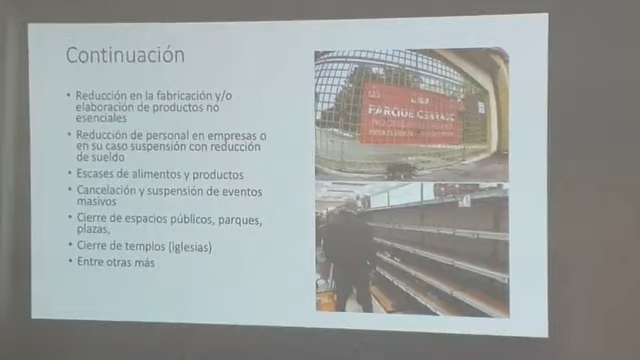 Continuación
• Reducción en la fabricación y/o
elaboración de productos no
esenciales
• Reducción de personal en empresas o
en su caso suspensión con reducción
de sueldo
• Escases de alimentos y productos
• Cancelación y suspensión de eventos
masivos
• Cierre de espacios públicos, parques,
plazas,
• Cierre de templos (iglesias)
• Entre otras más
PARQUE CERRADO